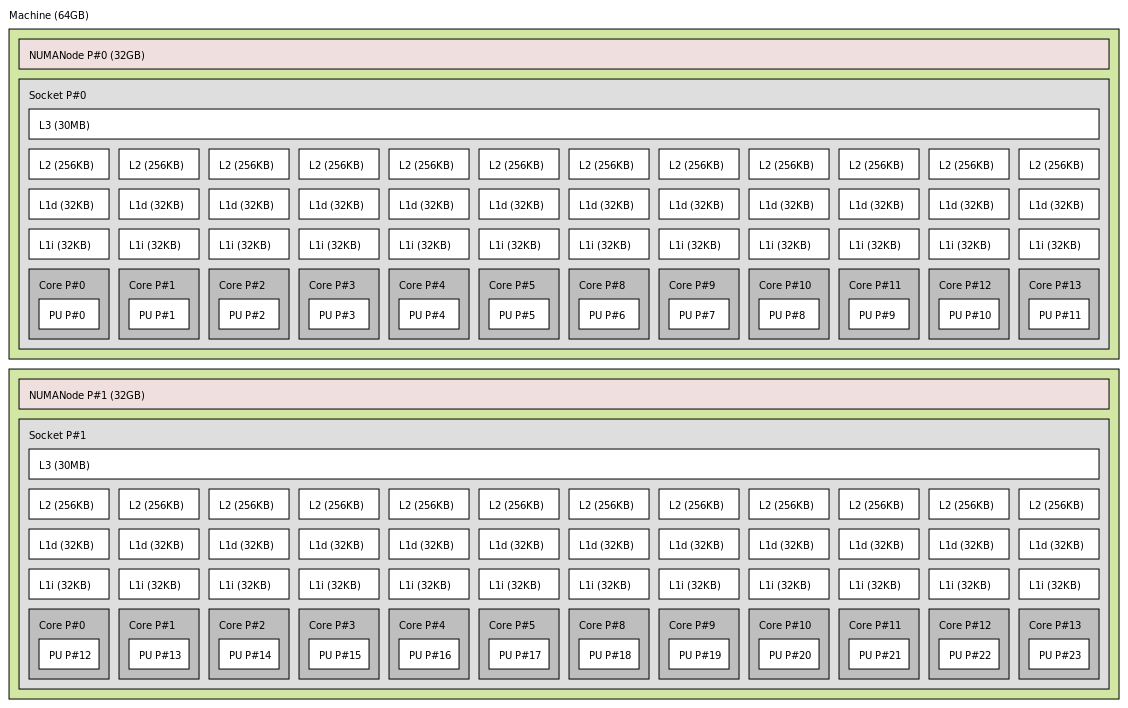 Machine (64GB)
NUMANode P#0 (32GB)
Socket P#0
L3 (30MB)
L2 (256KB) L2 (256KB) L2 (256KB) L2 (256KB) L2 (256KB) L2 (256KB) L2 (256KB) L2 (256KB) L2 (256KB) L2 (256KB) L2 (256KB) L2 (256KB)
L1d (32KB) L1d (32KB) L1d (32KB) L1d (32KB) L1d (32KB) L1d (32KB) L1d (32KB) L1d (32KB) L1d (32KB) L1d (32KB) L1d (32KB) L1d (32KB)
L1i (32KB) L1i (32KB) L1i (32KB) L1i (32KB) L1i (32KB) L1i (32KB) L1i (32KB) L1i (32KB) L1i (32KB) L1i (32KB) L1i (32KB) L1i (32KB)
Core P#0 Core P#1 Core P#2 Core P#3 Core P#4 Core P#5 Core P#8 Core P#9 Core P#10 Core P#11 Core P#12 Core P#13
PU P#0 PU P#1 PU P#2 PU P#3 PU P#4 PU P#5 PU P#6 PU P#7 PU P#8 PU P#9 PU P#10 PU P#11
NUMANode P#1 (32GB)
Socket P#1
L3 (30MB)
L2 (256KB) L2 (256KB) L2 (256KB) L2 (256KB) L2 (256KB) L2 (256KB) L2 (256KB) L2 (256KB) L2 (256KB) L2 (256KB) L2 (256KB) L2 (256KB)
L1d (32KB) L1d (32KB) L1d (32KB) L1d (32KB) L1d (32KB) L1d (32KB) L1d (32KB) L1d (32KB) L1d (32KB) L1d (32KB) L1d (32KB) L1d (32KB)
L1i (32KB) L1i (32KB) L1i (32KB) L1i (32KB) L1i (32KB) L1i (32KB) L1i (32KB) L1i (32KB) L1i (32KB) L1i (32KB) L1i (32KB) L1i (32KB)
Core P#0 Core P#1 Core P#2 Core P#3 Core P#4 Core P#5 Core P#8 Core P#9 Core P#10 Core P#11 Core P#12 Core P#13
PU P#12 PU P#13 PU P#14 PU P#15 PU P#16 PU P#17 PU P#18 PU P#19 PU P#20 PU P#21 PU P#22 PU P#23